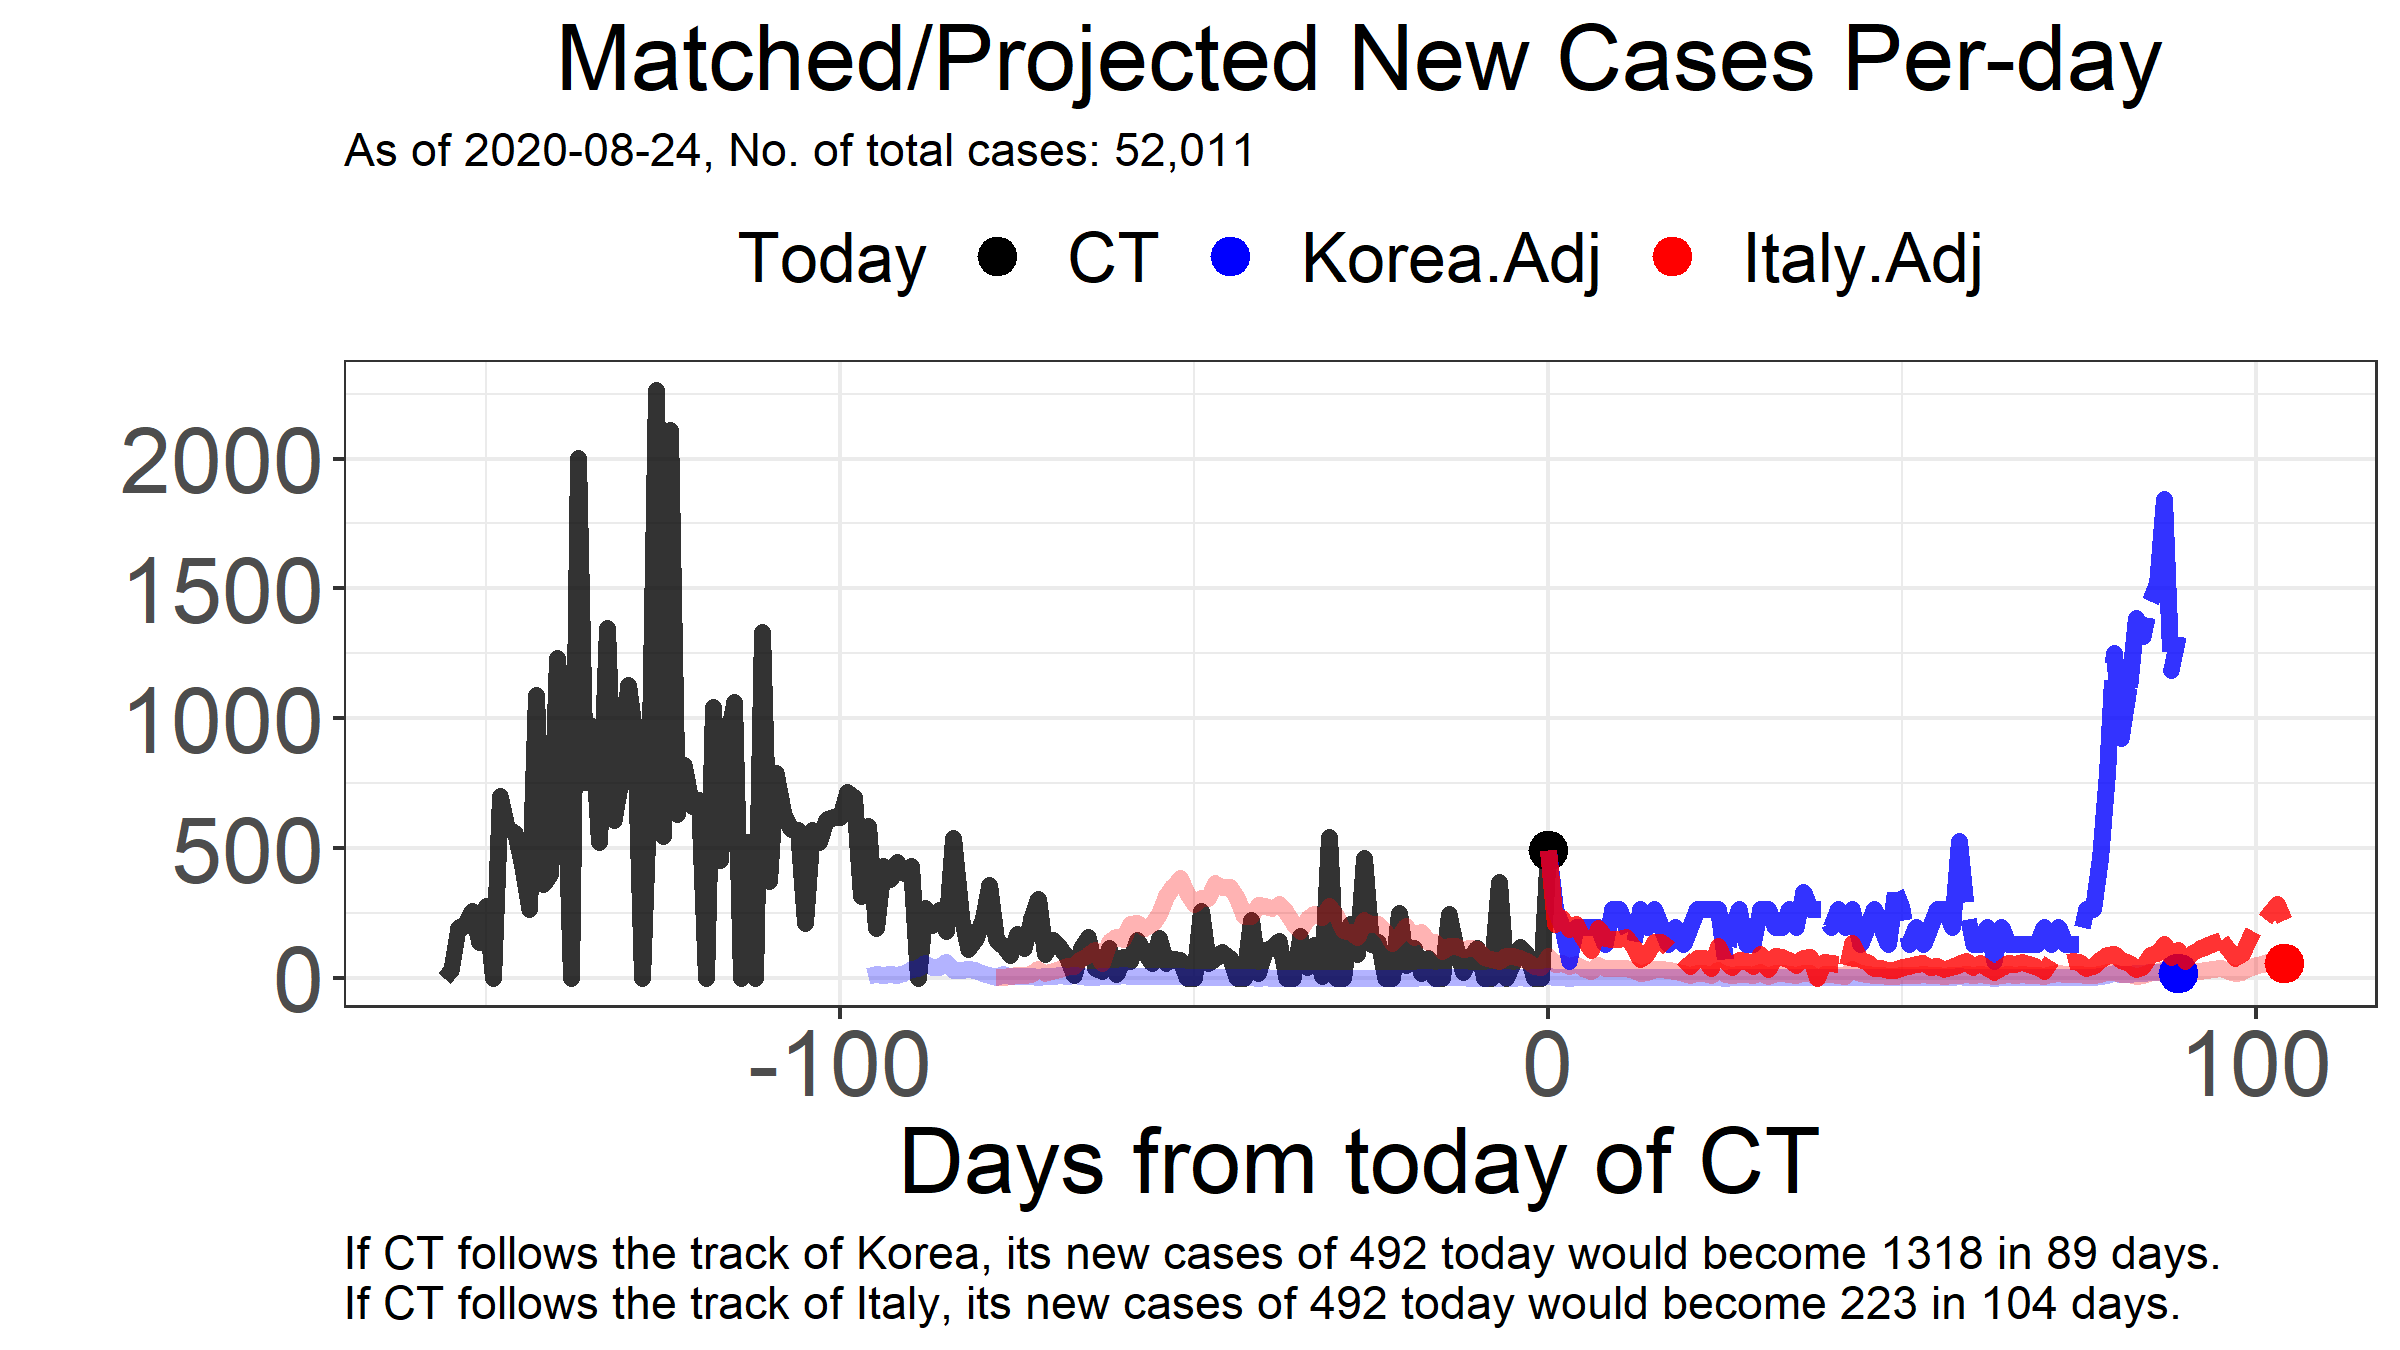 Matched/Projected New Cases Per-day
As of 2020-08-24, No. of total cases: 52,011
Today CT Korea.Adj Italy.Adj
2000
1500
1000
500
0
-100 0 100
Days from today of CT
If CT follows the track of Korea, its new cases of 492 today would become 1318 in 89 days.
If CT follows the track of Italy, its new cases of 492 today would become 223 in 104 days.